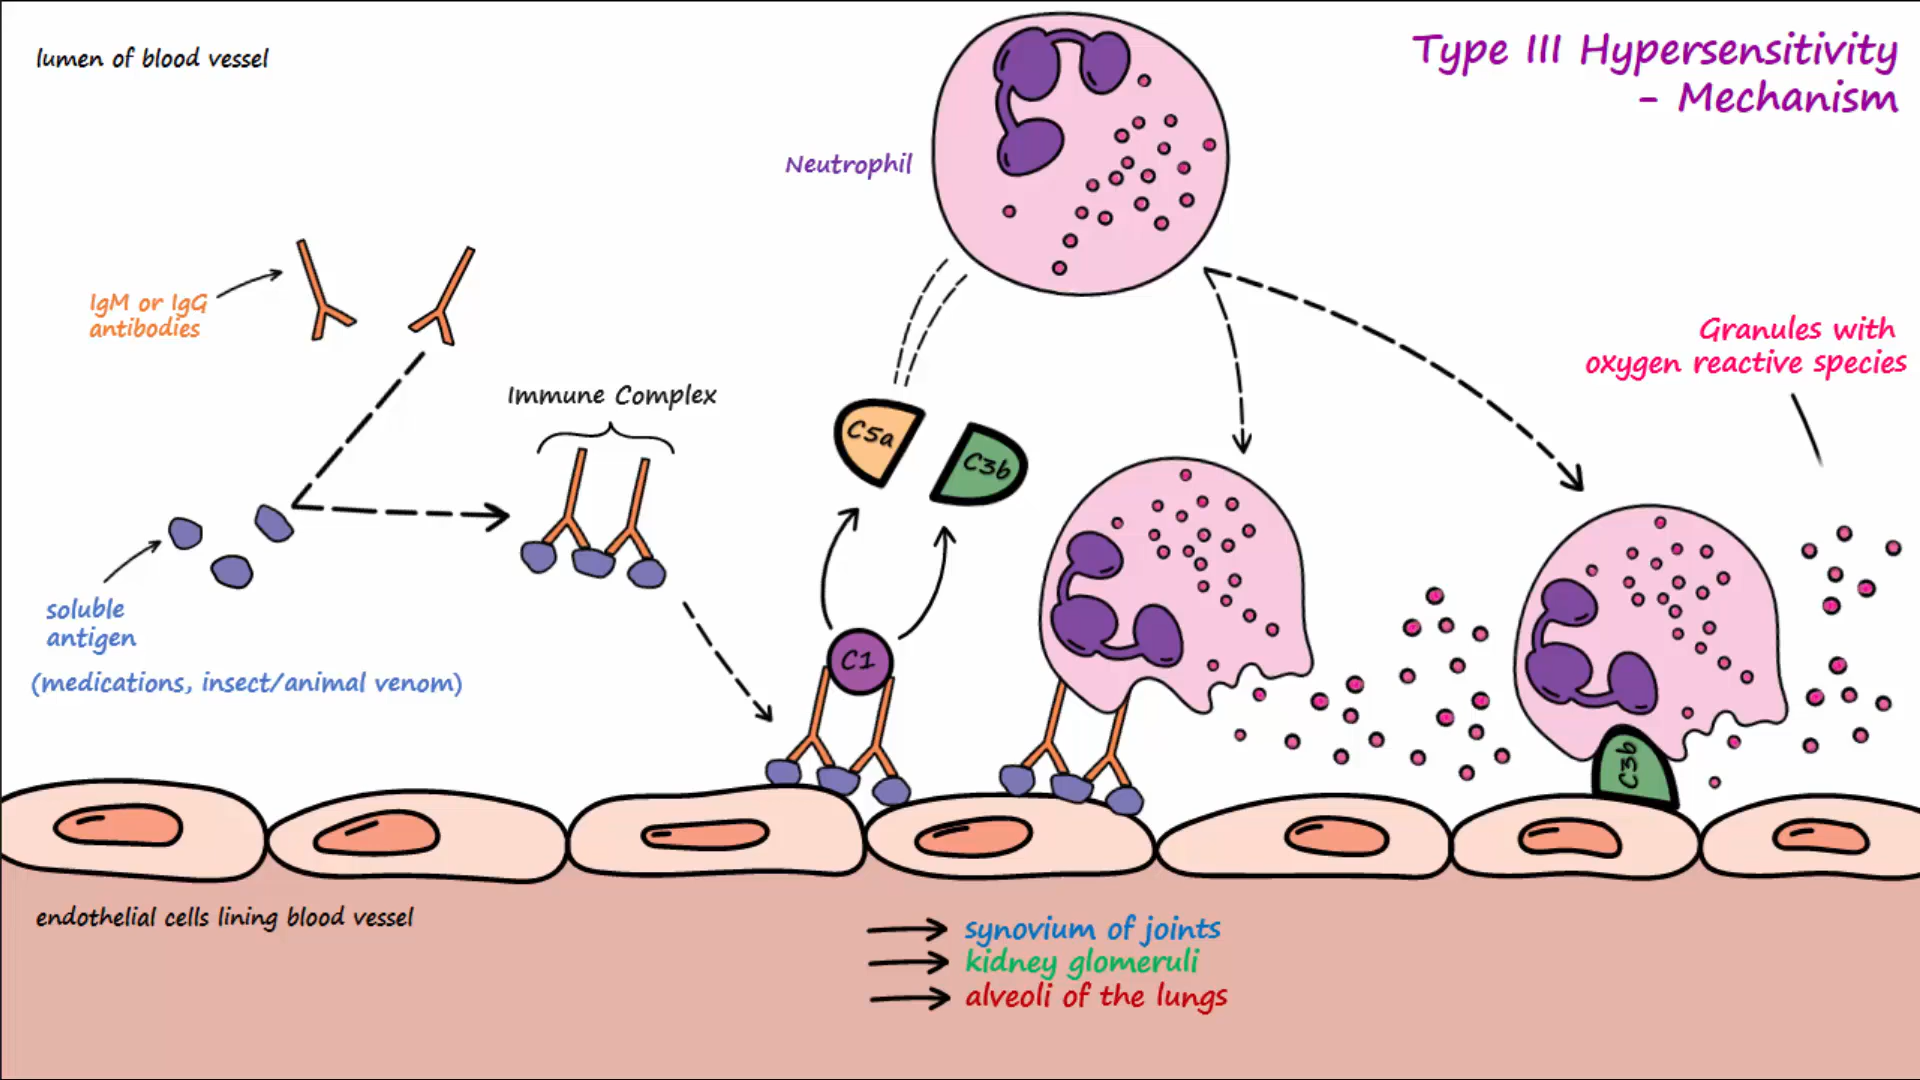 lumen of blood vessel
Type III Hypersensitivity
- Mechanism
Neutrophil
IgM or IgG
antibodies
Immune Complex
Granules with
oxygen reactive species
C5a
C3b
soluble
antigen
(medications, insect/animal venom)
C1
C3b
endothelial cells lining blood vessel
synovium of joints
kidney glomeruli
alveoli of the lungs